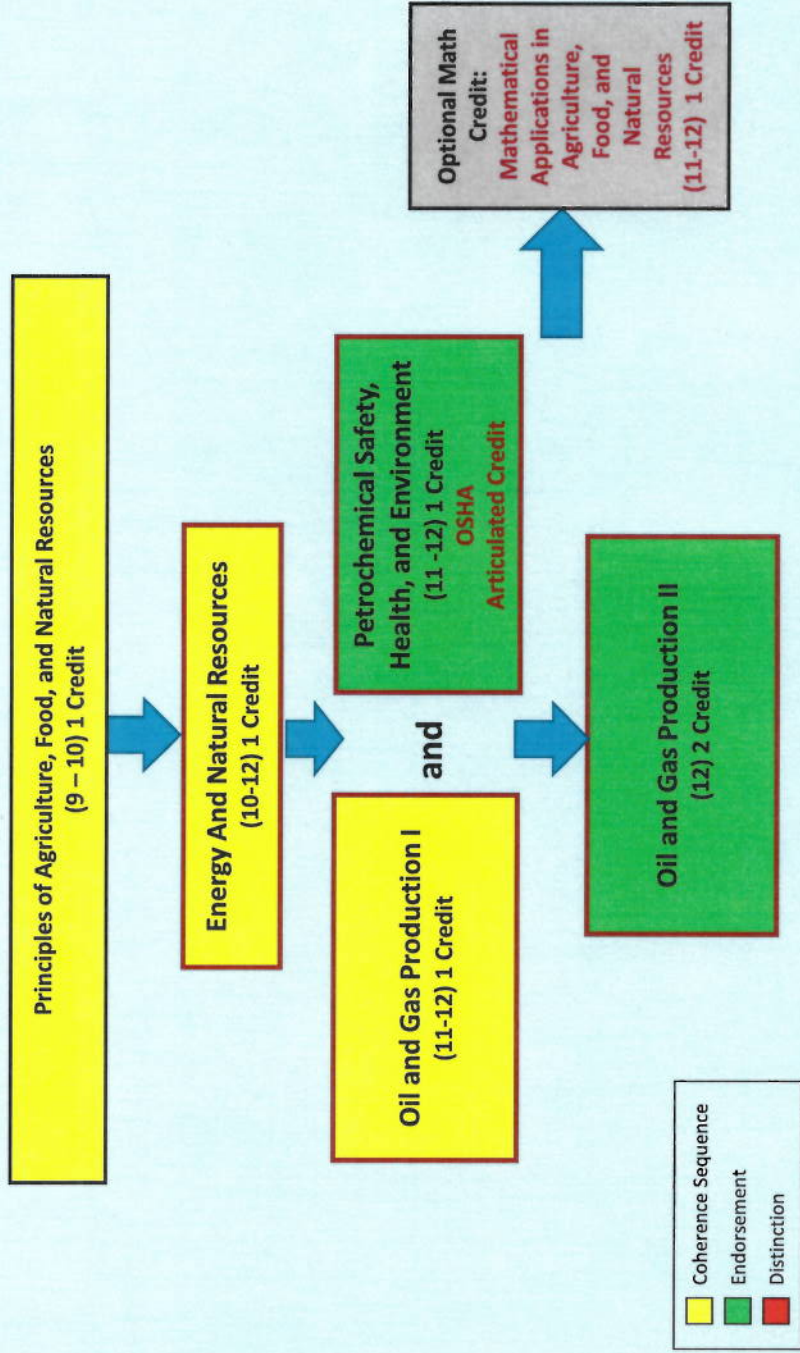 Principles of Agriculture, Food, and Natural Resources
(9 – 10) 1 Credit
Energy And Natural Resources
(10-12) 1 Credit
Oil and Gas Production I
(11-12) 1 Credit
and
Petrochemical Safety,
Health, and Environment
(11 -12) 1 Credit
OSHA
Articulated Credit
Optional Math
Credit:
Mathematical
Applications in
Agriculture,
Food, and
Natural
Resources
(11-12) 1 Credit
Oil and Gas Production II
(12) 2 Credit
Coherence Sequence
Endorsement
Distinction